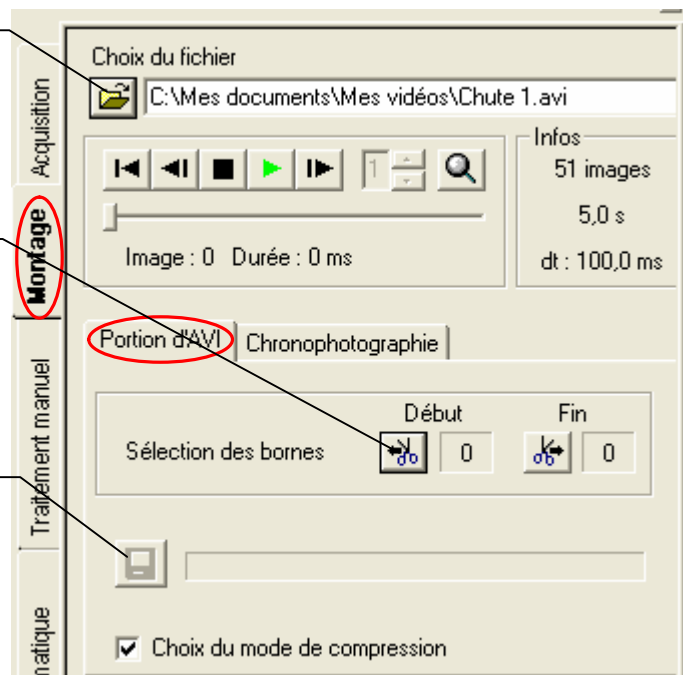 Choix du fichier
C:\Mes documents\Mes vidéos\Chute 1.avi
Acquisition
Montage
Traitement manuel
matique
1
Infos
51 images
5,0 s
dt : 100,0 ms
Image : 0 Durée : 0 ms
Portion d'AVI
Chronophotographie
Début
Fin
Sélection des bornes
0
0
Choix du mode de compression